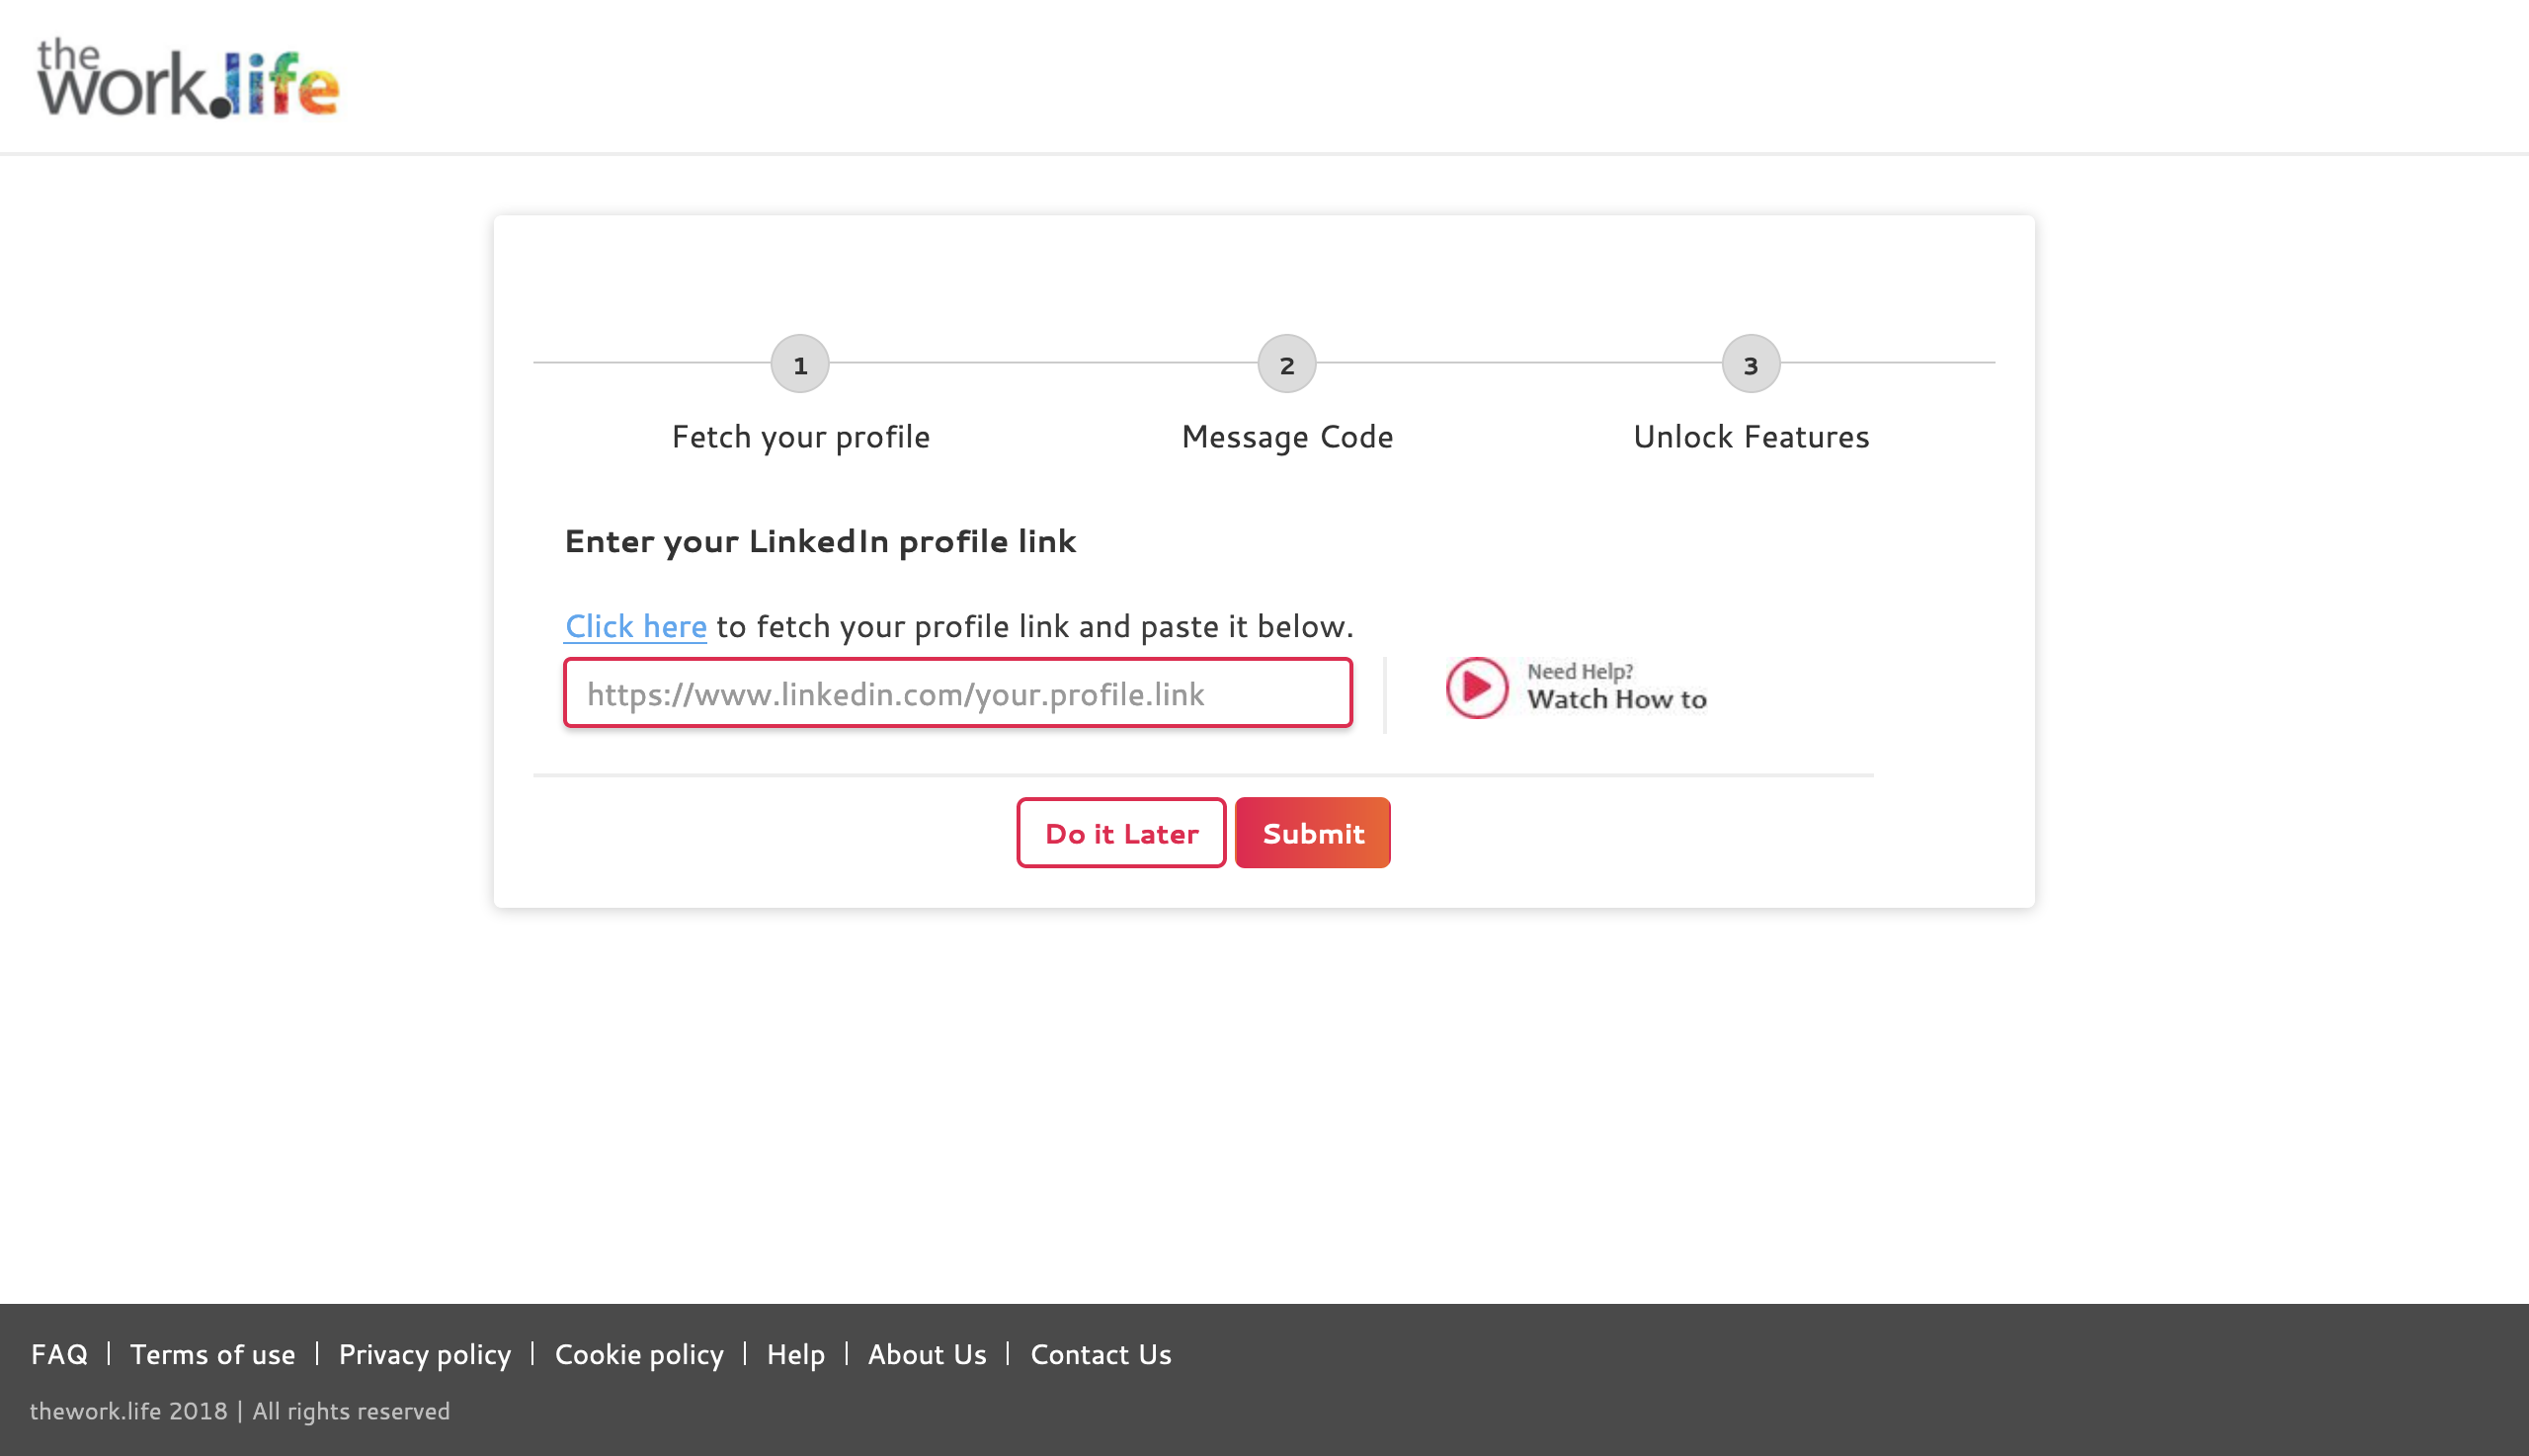 the
work.life
1
2
3
Fetch your profile
Message Code
Unlock Features
Enter your LinkedIn profile link
Click here to fetch your profile link and paste it below.
https://www.linkedin.com/your.profile.link
Need Help?
Watch How to
Do it Later
Submit
FAQ | Terms of use | Privacy policy | Cookie policy | Help | About Us | Contact Us
thework.life 2018 | All rights reserved